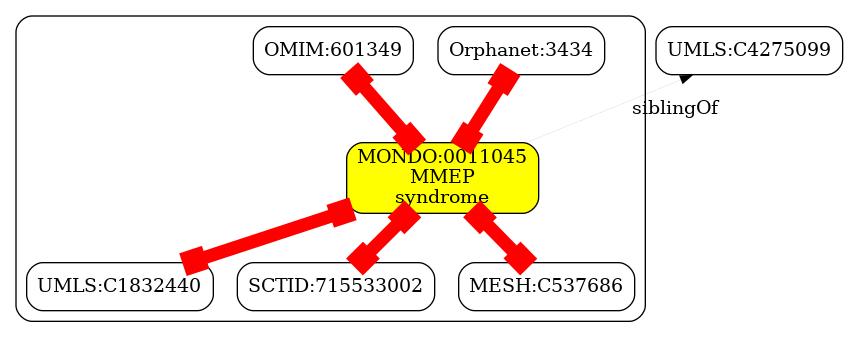 OMIM:601349
Orphanet:3434
UMLS:C4275099
siblingOf
MONDO:0011045
MMEP
syndrome
UMLS:C1832440
SCTID:715533002
MESH:C537686